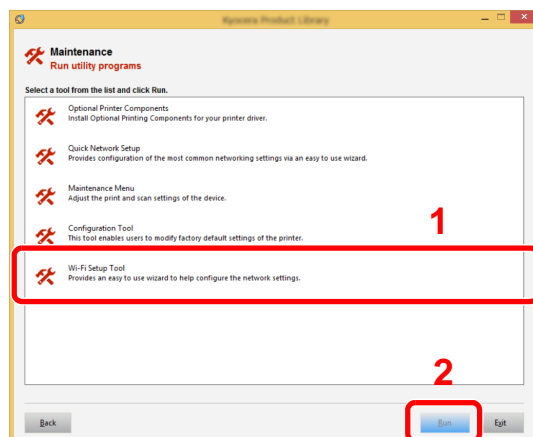 Kyocera Product Library
Maintenance
Run utility programs
Select a tool from the list and click Run.
Optional Printer Components
Install Optional Printing Components for your printer driver.
Quick Network Setup
Provides configuration of the most common networking settings via an easy to use wizard.
Maintenance Menu
Adjust the print and scan settings of the device.
Configuration Tool
This tool enables users to modify factory default settings of the printer.
1
Wi-Fi Setup Tool
Provides an easy to use wizard to help configure the network settings.
2
Back
Run
Exit